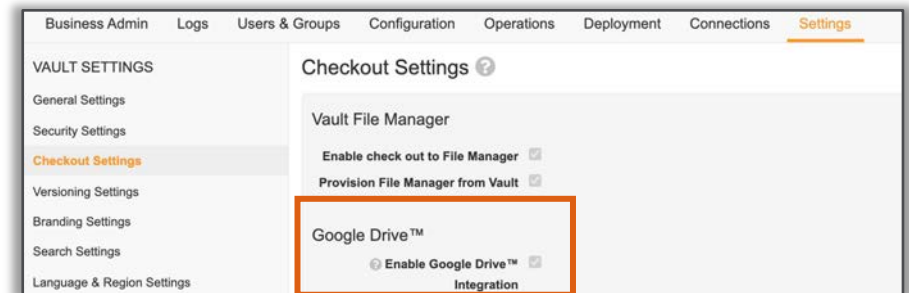 Business Admin Logs Users & Groups Configuration Operations Deployment Connections Settings
VAULT SETTINGS
General Settings
Security Settings
Checkout Settings
Versioning Settings
Branding Settings
Search Settings
Language & Region Settings
Checkout Settings ?
Vault File Manager
Enable check out to File Manager
Provision File Manager from Vault
Google Drive™
? Enable Google Drive™
Integration